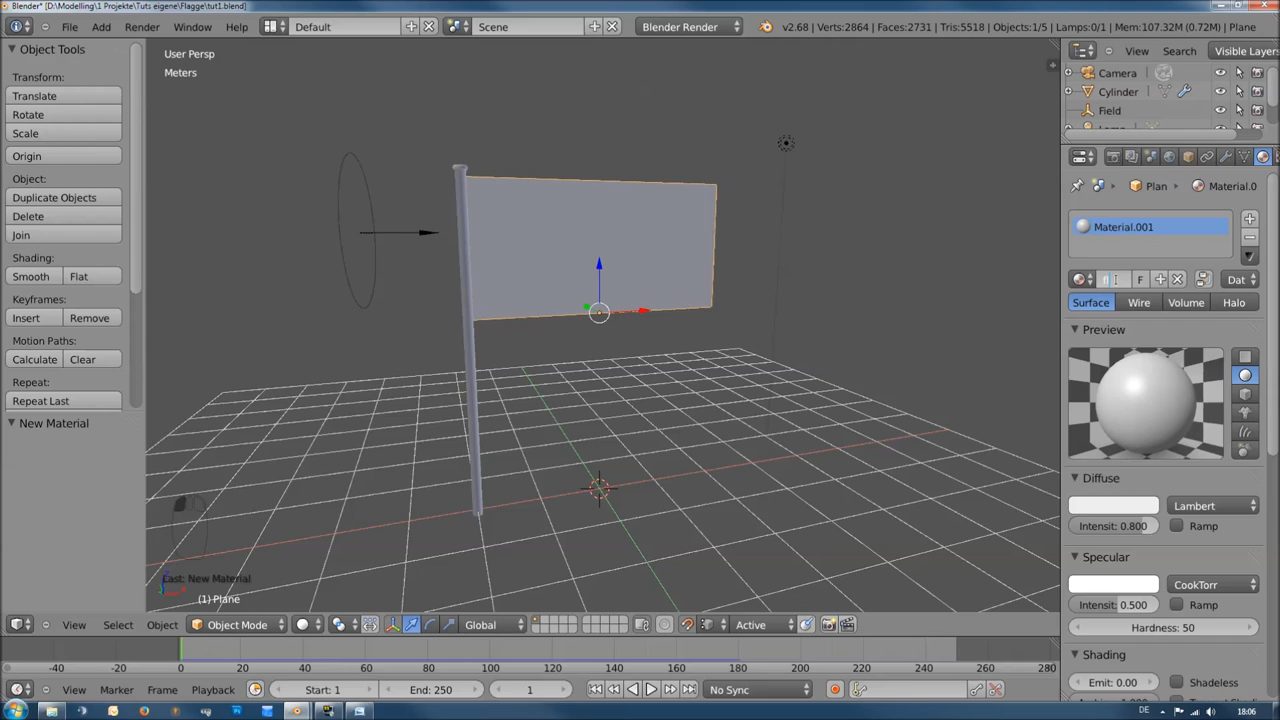 Blender* [D:\Modelling\1 Projekte\Tuts eigene\Flagge\tut1.blend]
File Add Render Window Help Default Scene Blender Render v2.68 | Verts:2864 | Faces:2731 | Tris:5518 | Objects:1/5 | Lamps:0/1 | Mem:107.32M (0.72M) | Plane
Object Tools
Transform:
Translate
Rotate
Scale
Origin
Object:
Duplicate Objects
Delete
Join
Shading:
Smooth Flat
Keyframes:
Insert Remove
Motion Paths:
Calculate Clear
Repeat:
Repeat Last
New Material
User Persp
Meters
Last: New Material
(1) Plane
View Search Visible Layers
Camera
Cylinder
Field
Plan Material.0
Material.001
F Dat
Surface Wire Volume Halo
Preview
Diffuse
Lambert
Intensit: 0.800 Ramp
Specular
CookTorr
Intensit: 0.500 Ramp
Hardness: 50
Shading
Emit: 0.00 Shadeless
View Select Object Object Mode Global Active
-40 -20 0 20 40 60 80 100 120 140 160 180 200 220 240 260 280
View Marker Frame Playback Start: 1 End: 250 1 No Sync
DE 18:06